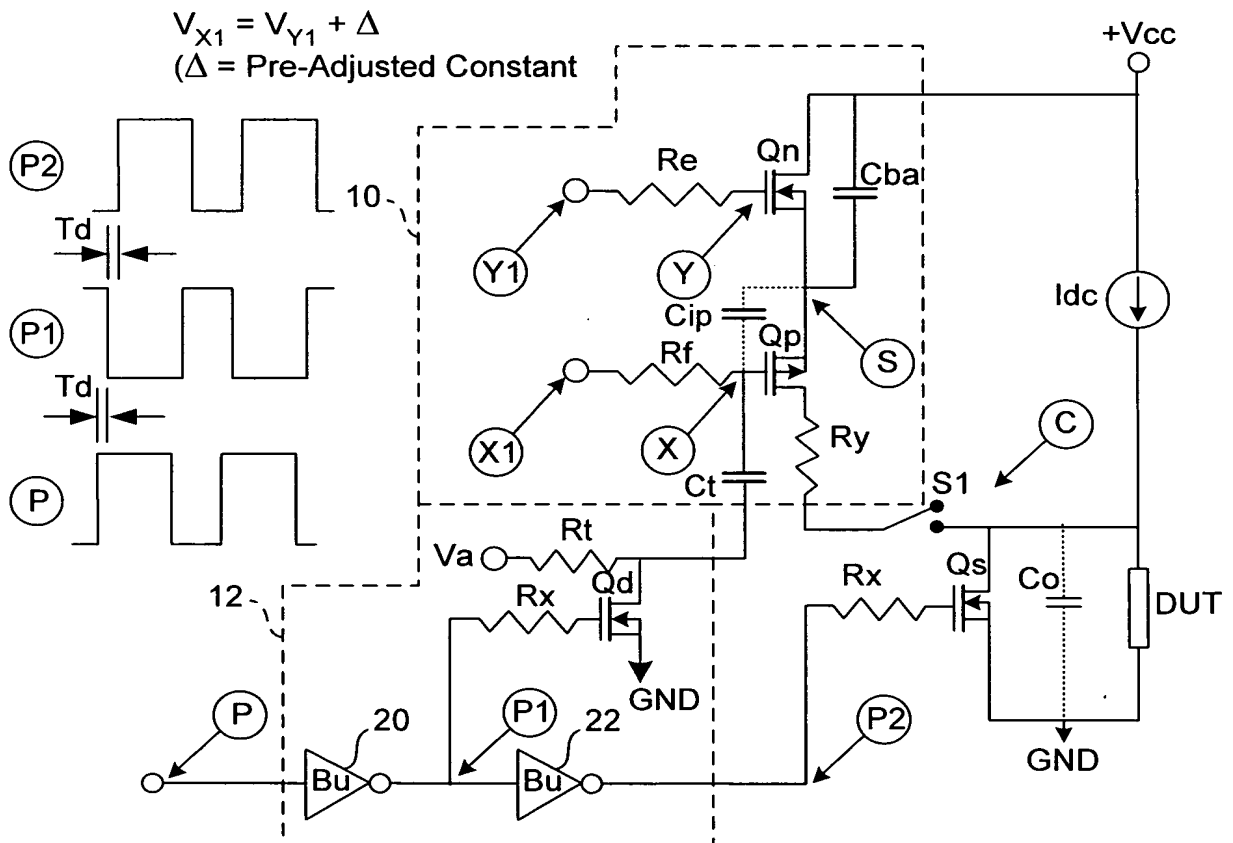 V_X1 = V_Y1 + Δ
(Δ = Pre-Adjusted Constant
+Vcc
P2
Td
P1
Td
P
10
Re
Qn
Cba
Y1
Y
Idc
Cip
Qp
S
Rf
X1
X
Ry
C
Ct
S1
Va
Rt
Qd
Rx
12
GND
Rx
Qs
Co
DUT
GND
P
20
Bu
P1
22
Bu
P2